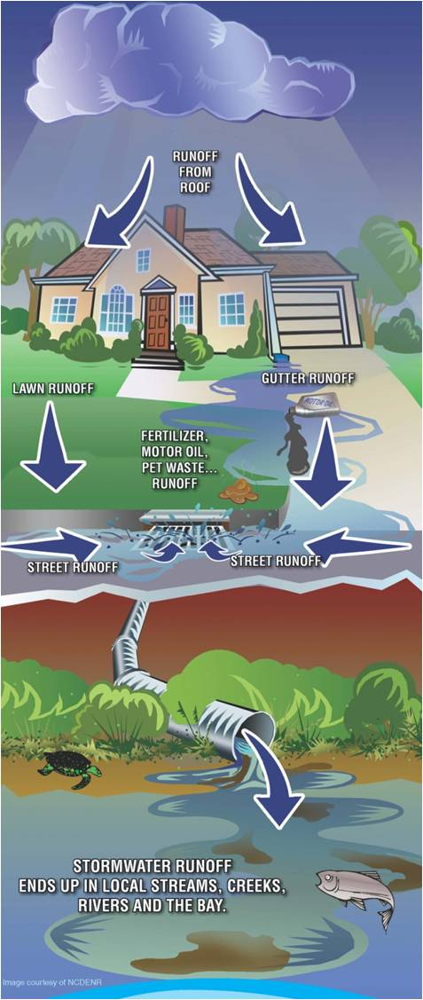 RUNOFF
FROM
ROOF
GUTTER RUNOFF
LAWN RUNOFF
MOTOR OIL
FERTILIZER,
MOTOR OIL,
PET WASTE...
RUNOFF
STREET RUNOFF
STREET RUNOFF
STORMWATER RUNOFF
ENDS UP IN LOCAL STREAMS, CREEKS,
RIVERS AND THE BAY.
Image courtesy of NCDENR